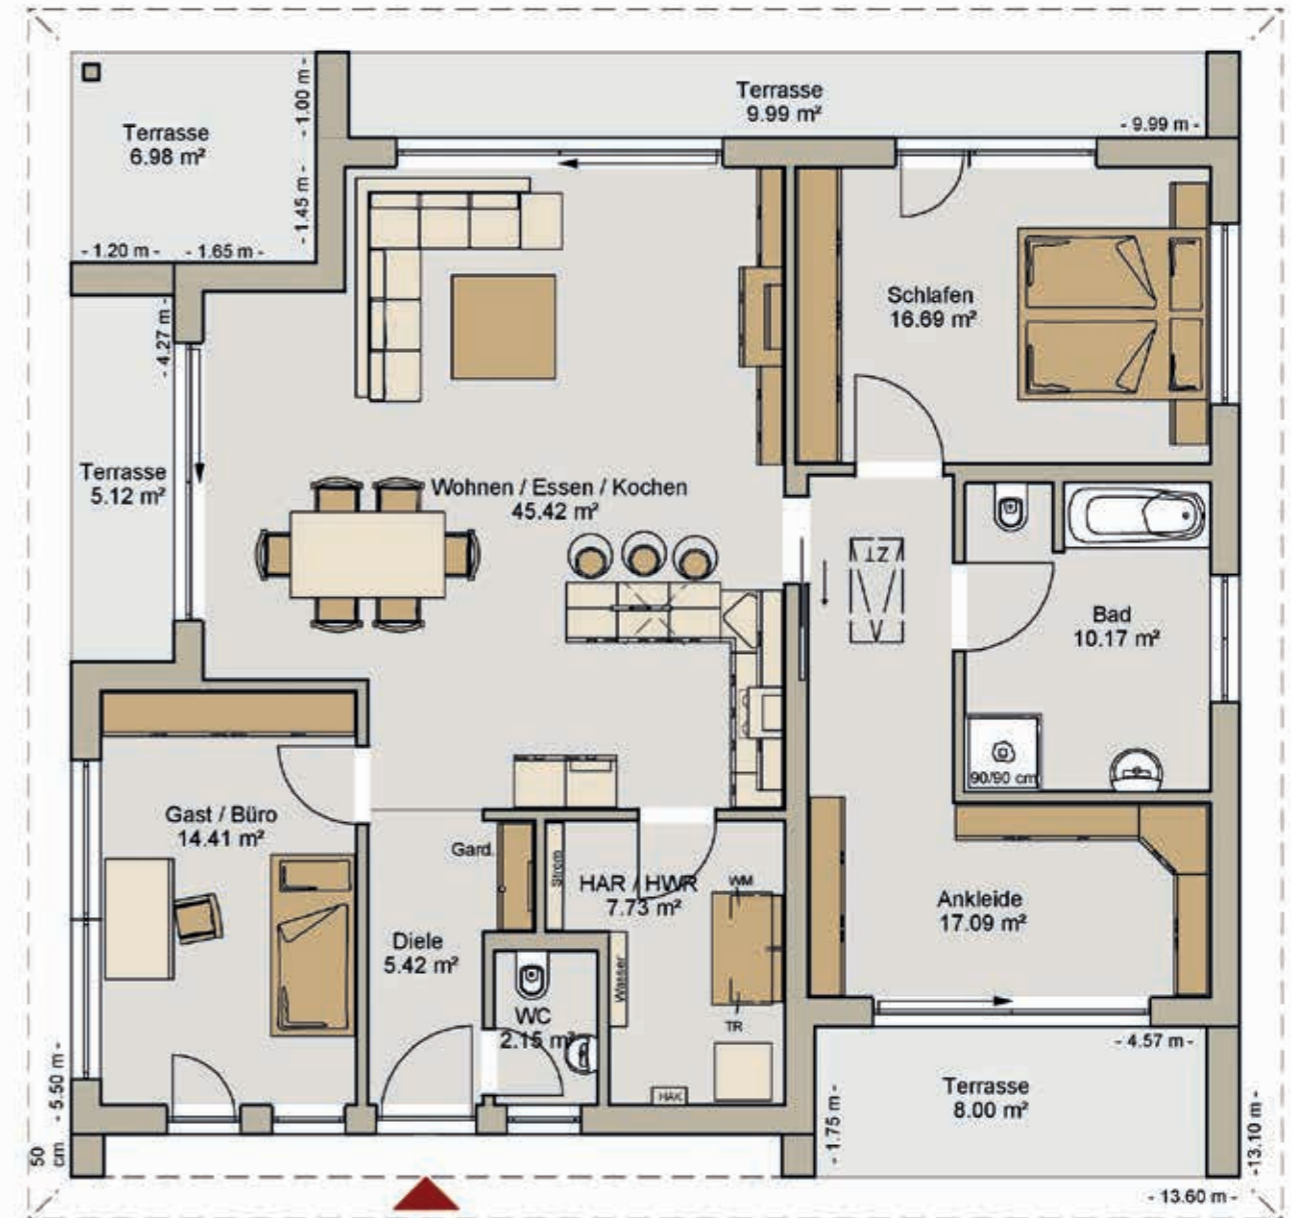 Terrasse
9.99 m²
- 9.99 m -
Terrasse
6.98 m²
- 1.00 m -
- 1.45 m -
- 1.20 m -
- 1.65 m -
Schlafen
16.69 m²
- 4.27 m -
Terrasse
5.12 m²
Wohnen / Essen / Kochen
45.42 m²
ZT
Bad
10.17 m²
90/90 cm
Gast / Büro
14.41 m²
Gard.
Strom
HAR / HWR
7.73 m²
WM
Ankleide
17.09 m²
Diele
5.42 m²
Wasser
WC
2.15 m²
TR
HAK
- 4.57 m -
Terrasse
8.00 m²
- 1.75 m -
- 5.50 m -
50
cm
- 13.10 m -
- 13.60 m -